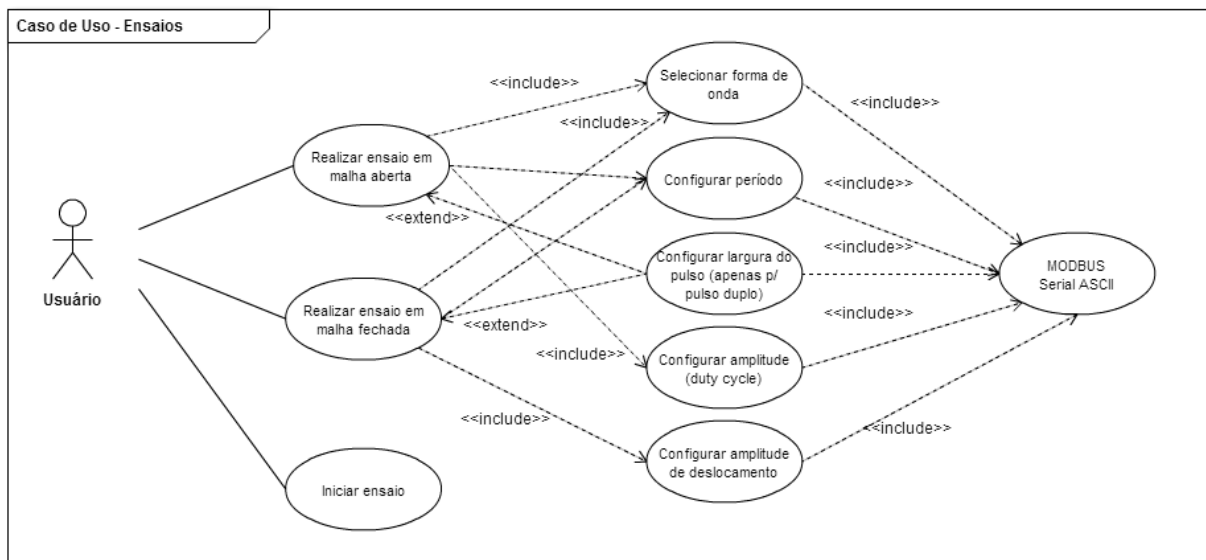 Caso de Uso - Ensaios
<<include>>
Selecionar forma de
onda
<<include>>
<<include>>
Realizar ensaio em
malha aberta
Configurar período
<<include>>
<<extend>>
Usuário
Configurar largura do
pulso (apenas p/
pulso duplo)
<<include>>
MODBUS
Serial ASCII
Realizar ensaio em
malha fechada
<<extend>>
<<include>>
<<include>>
Configurar amplitude
(duty cycle)
<<include>>
Configurar amplitude
de deslocamento
<<include>>
Iniciar ensaio